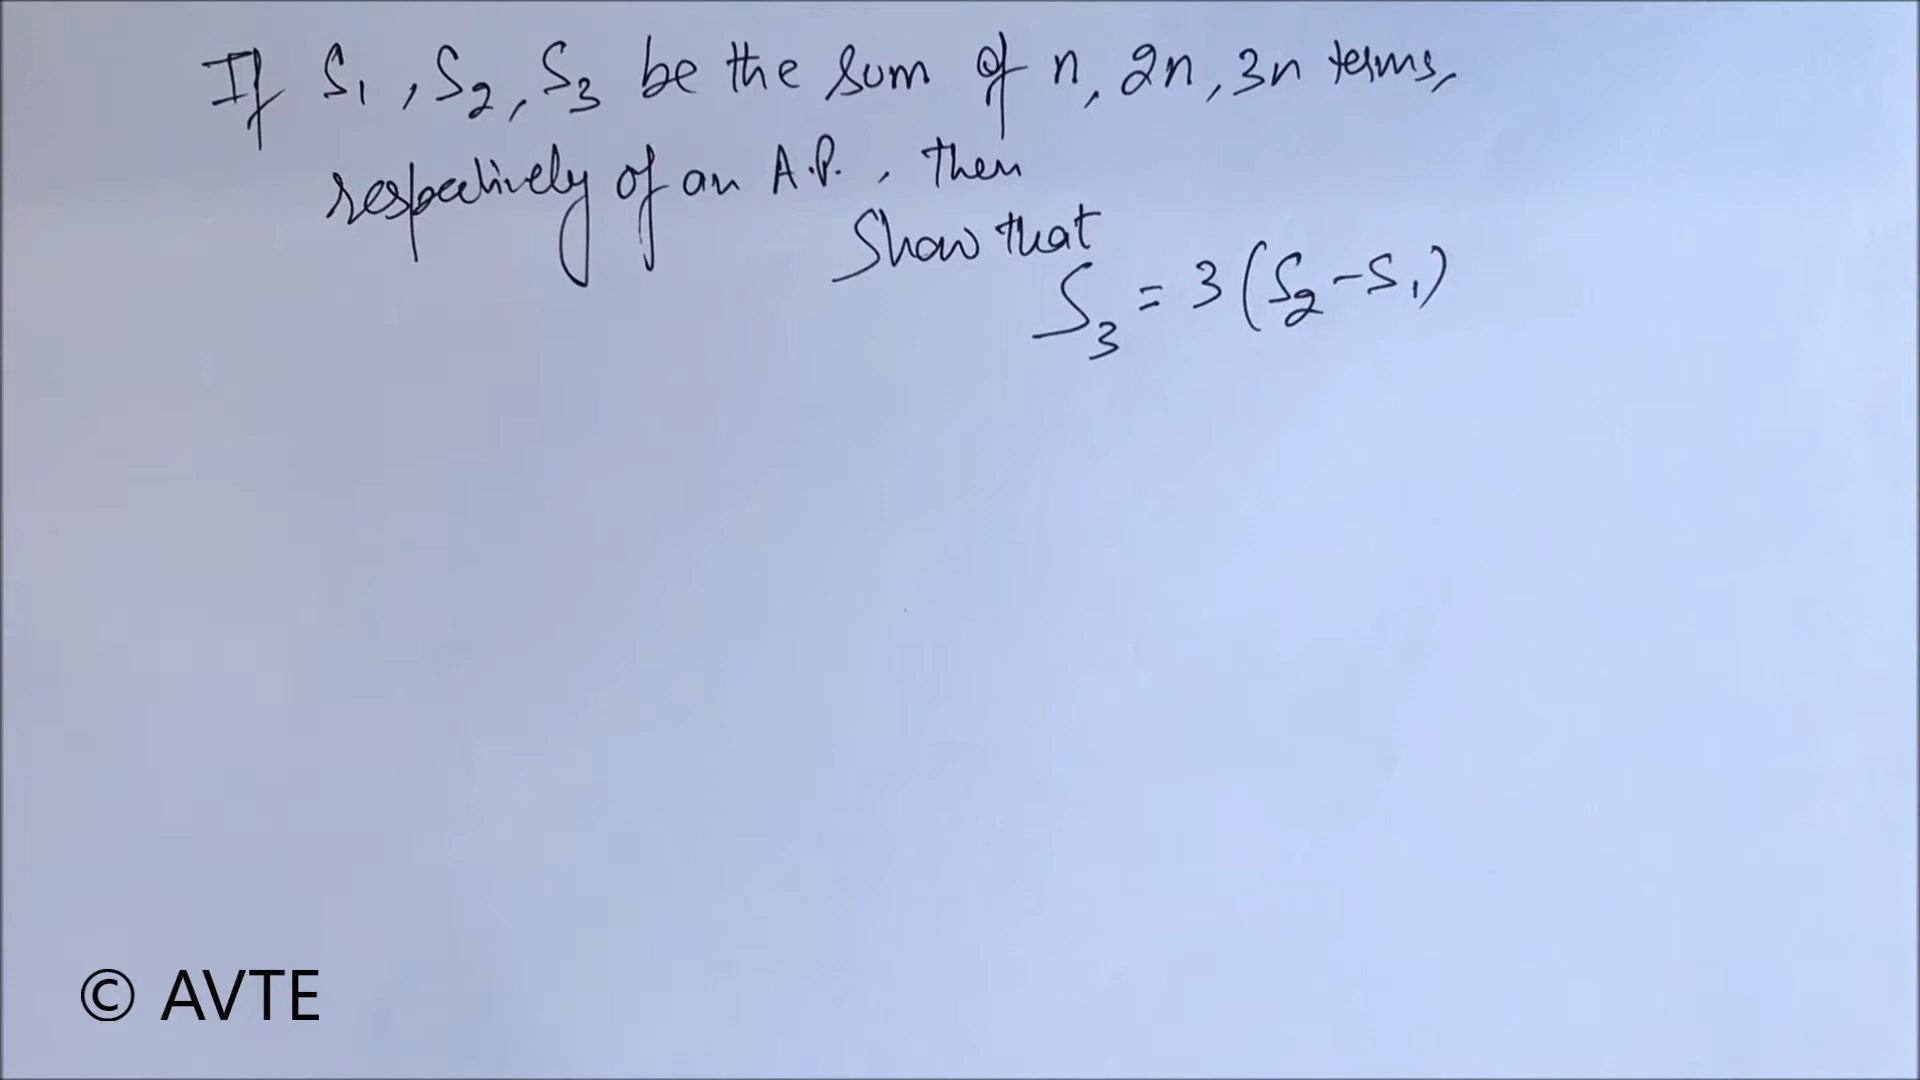 If S₁, S₂, S₃ be the sum of n, 2n, 3n terms,
respectively of an A.P., then
Show that
S₃ = 3(S₂-S₁)
© AVTE